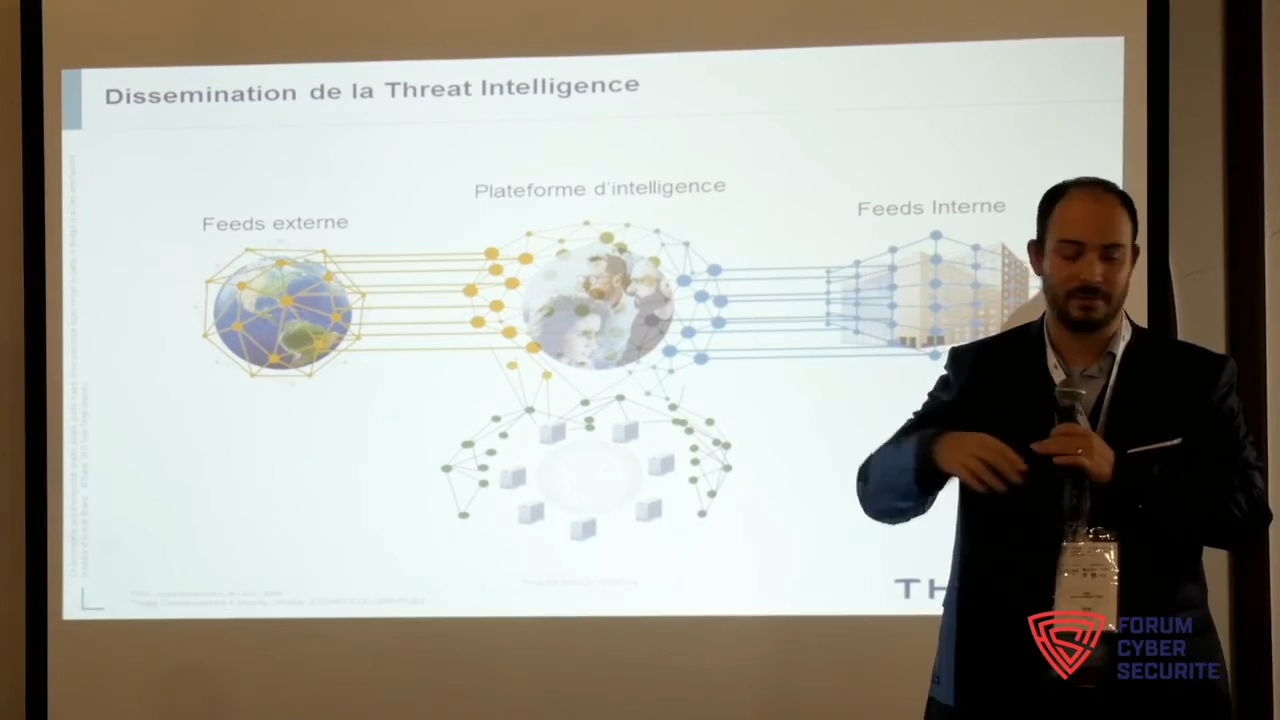 Dissemination de la Threat Intelligence
Plateforme d'intelligence
Feeds externe
Feeds Interne
TH
FORUM
CYBER
SECURITE